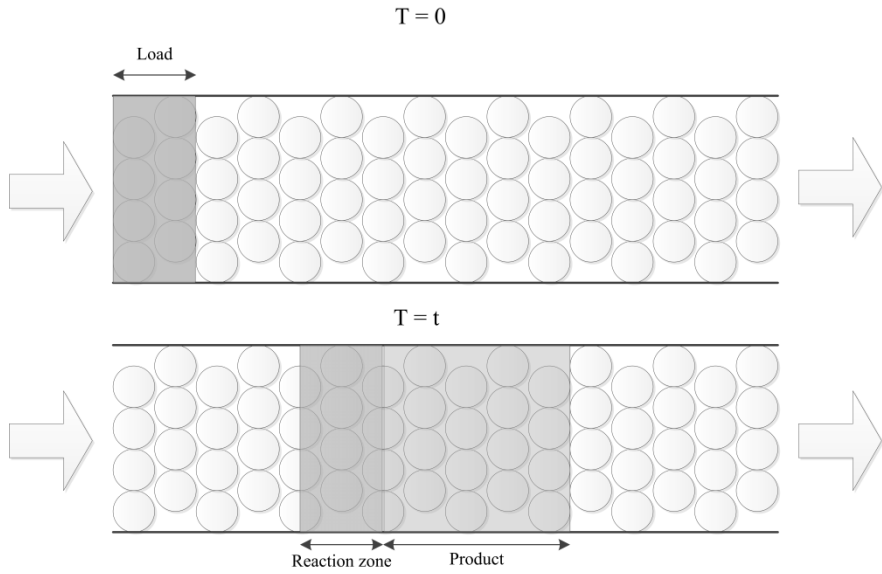 T = 0
Load
T = t
Reaction zone
Product